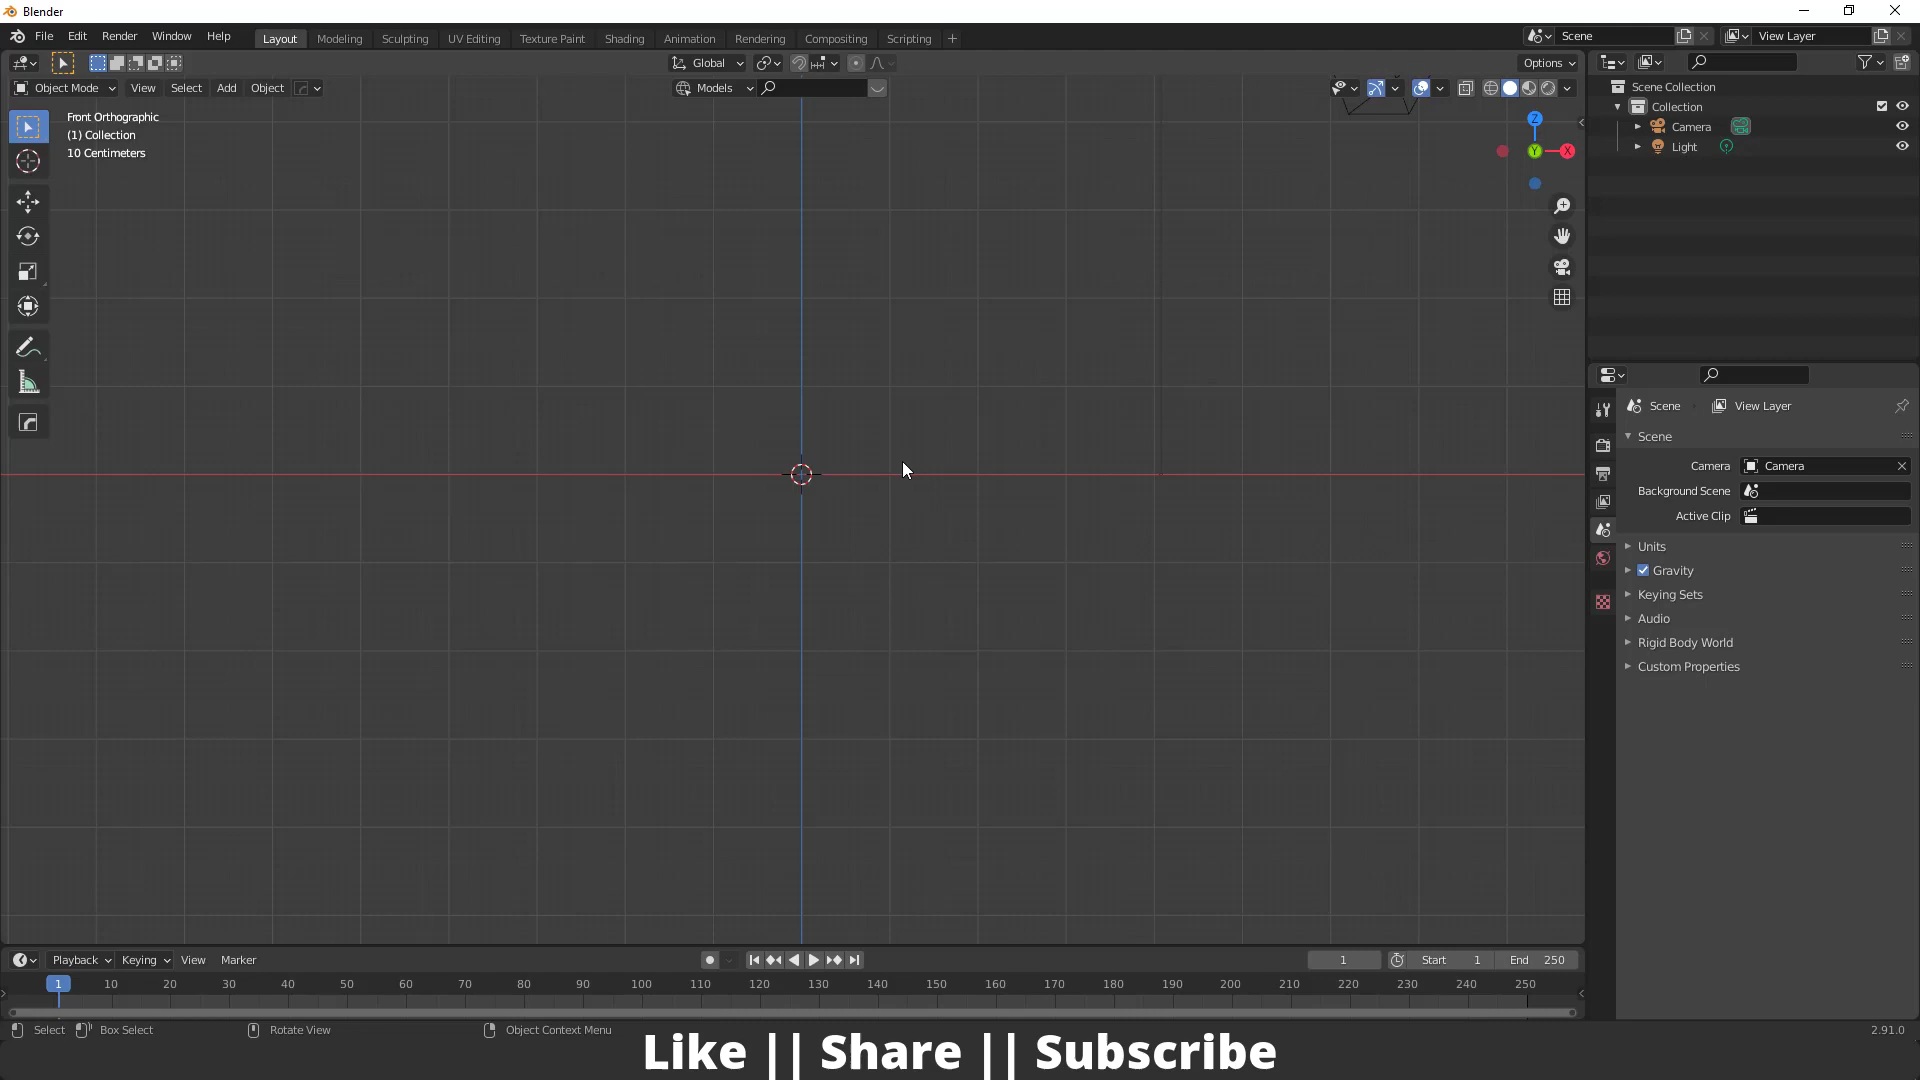 Blender
File Edit Render Window Help
Layout Modeling Sculpting UV Editing Texture Paint Shading Animation Rendering Compositing Scripting
Scene
View Layer
Global
Options
Object Mode View Select Add Object
Models
Front Orthographic
(1) Collection
10 Centimeters
Z
Y
X
Scene Collection
Collection
Camera
Light
Scene View Layer
Scene
Camera Camera
Background Scene
Active Clip
Units
Gravity
Keying Sets
Audio
Rigid Body World
Custom Properties
Playback Keying View Marker
1
Start 1
End 250
1 10 20 30 40 50 60 70 80 90 100 110 120 130 140 150 160 170 180 190 200 210 220 230 240 250
Select Box Select Rotate View Object Context Menu
2.91.0
Like || Share || Subscribe